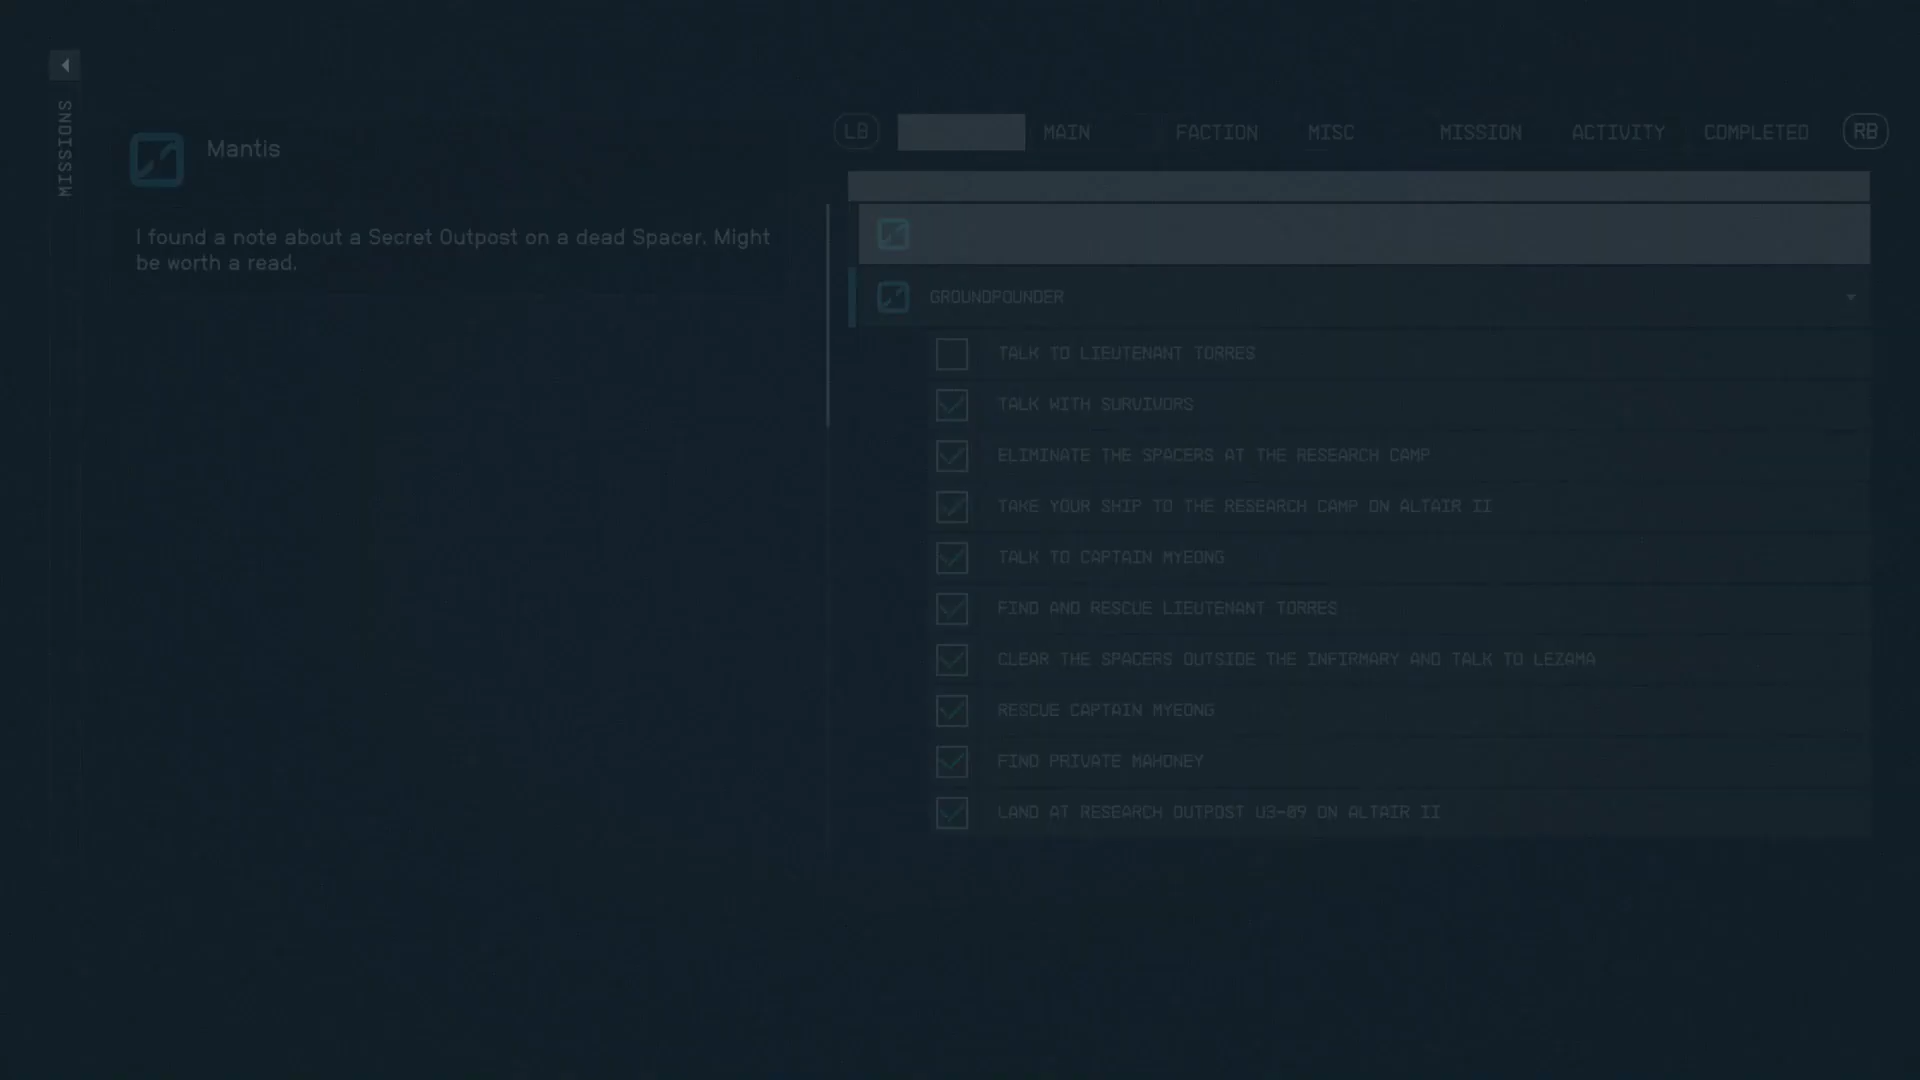 MISSIONS
Mantis
I found a note about a Secret Outpost on a dead Spacer. Might
be worth a read.
LB
MAIN
FACTION
MISC
MISSION
ACTIVITY
COMPLETED
RB
GROUNDPOUNDER
TALK TO LIEUTENANT TORRES
TALK WITH SURVIVORS
ELIMINATE THE SPACERS AT THE RESEARCH CAMP
TAKE YOUR SHIP TO THE RESEARCH CAMP ON ALTAIR II
TALK TO CAPTAIN MYEONG
FIND AND RESCUE LIEUTENANT TORRES
CLEAR THE SPACERS OUTSIDE THE INFIRMARY AND TALK TO LEZAMA
RESCUE CAPTAIN MYEONG
FIND PRIVATE MAHONEY
LAND AT RESEARCH OUTPOST U3-09 ON ALTAIR II